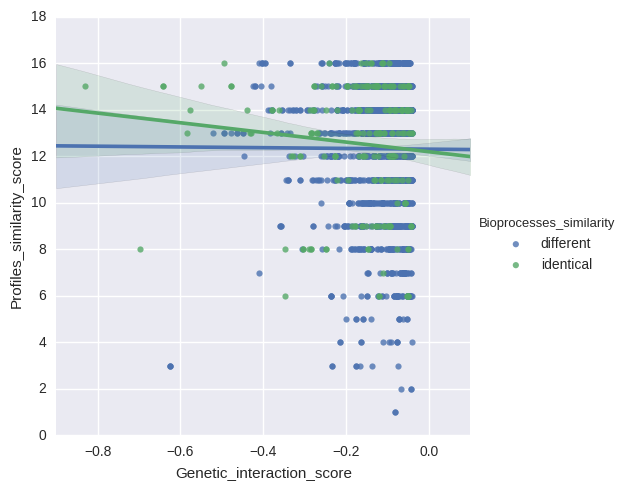 18
16
14
12
10
8
6
4
2
0
Profiles_similarity_score
−0.8 −0.6 −0.4 −0.2 0.0
Genetic_interaction_score
Bioprocesses_similarity
different
identical